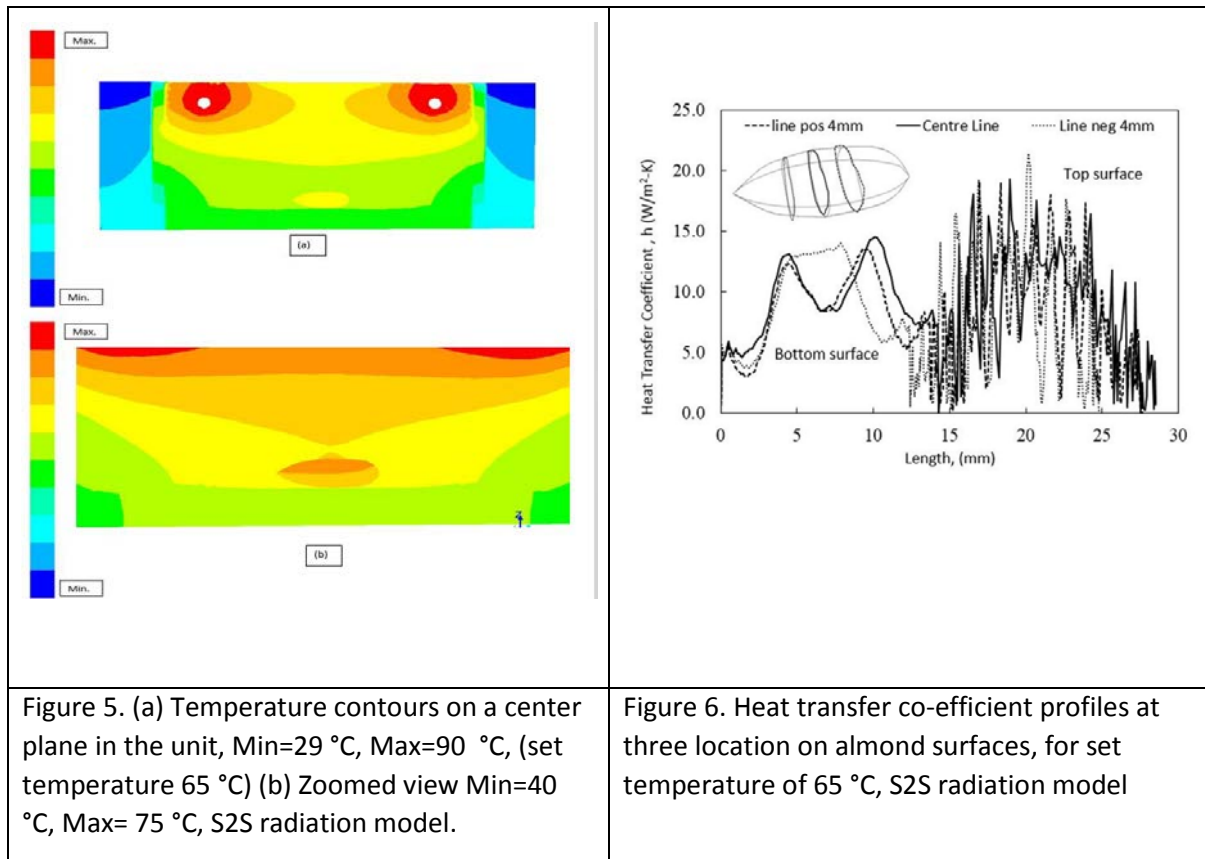 Max.
(a)
Min.
Max.
Z
(b)
Min.
25.0
20.0
15.0
10.0
5.0
0.0
Heat Transfer Coefficient , h (W/m²-K)
line pos 4mm
Centre Line
Line neg 4mm
Top surface
Bottom surface
0 5 10 15 20 25 30
Length, (mm)
Figure 5. (a) Temperature contours on a center
plane in the unit, Min=29 °C, Max=90 °C, (set
temperature 65 °C) (b) Zoomed view Min=40
°C, Max= 75 °C, S2S radiation model.
Figure 6. Heat transfer co-efficient profiles at
three location on almond surfaces, for set
temperature of 65 °C, S2S radiation model